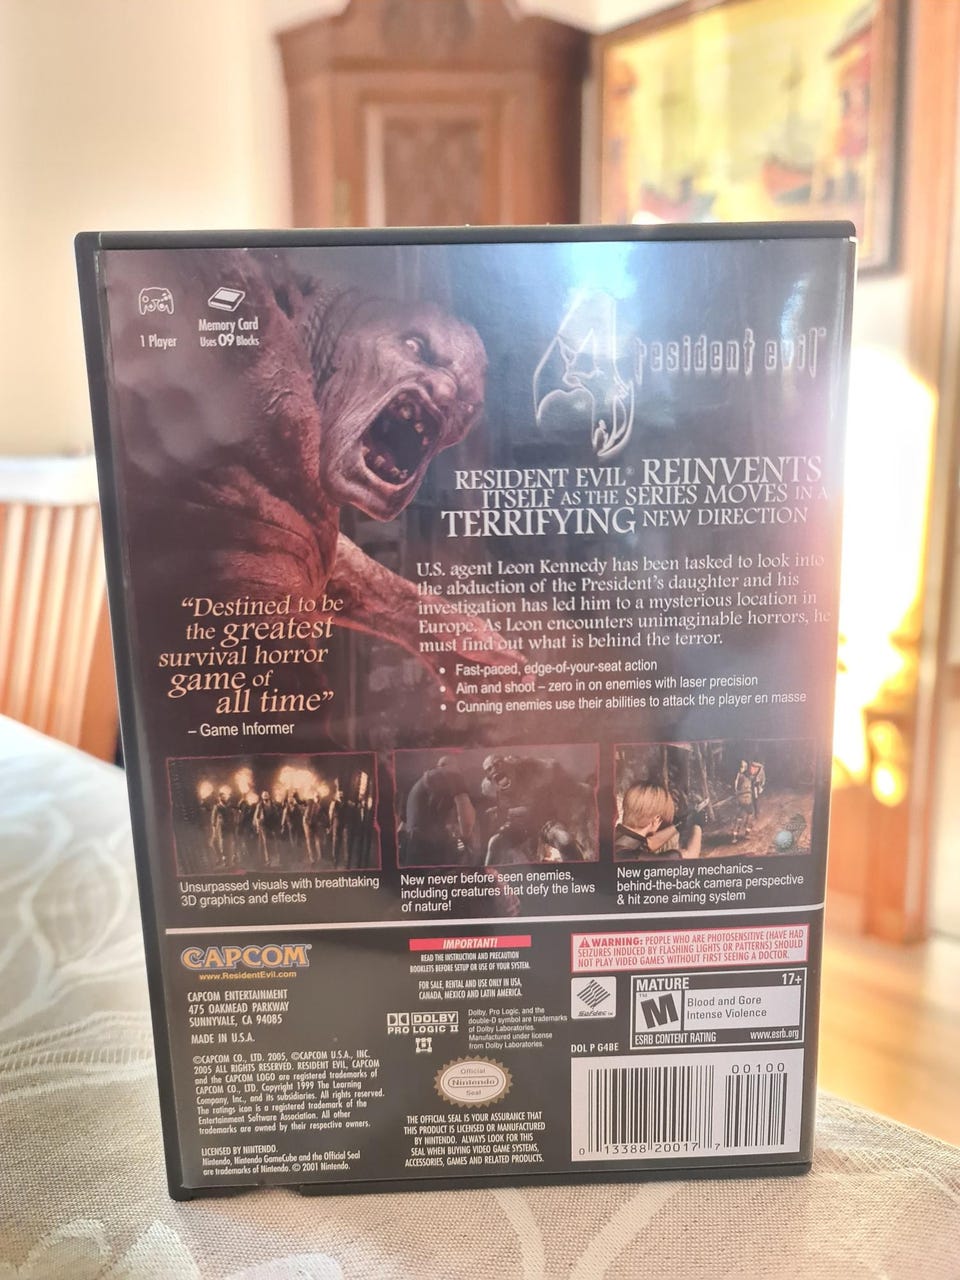 1 Player
Memory Card
Uses 09 Blocks
4
resident evil™
RESIDENT EVIL® REINVENTS
ITSELF AS THE SERIES MOVES IN A
TERRIFYING NEW DIRECTION
U.S. agent Leon Kennedy has been tasked to look into
the abduction of the President's daughter and his
investigation has led him to a mysterious location in
Europe. As Leon encounters unimaginable horrors, he
must find out what is behind the terror.
• Fast-paced, edge-of-your-seat action
• Aim and shoot – zero in on enemies with laser precision
• Cunning enemies use their abilities to attack the player en masse
“Destined to be
the greatest
survival horror
game of
all time”
– Game Informer
Unsurpassed visuals with breathtaking
3D graphics and effects
New never before seen enemies,
including creatures that defy the laws
of nature!
New gameplay mechanics –
behind-the-back camera perspective
& hit zone aiming system
CAPCOM®
www.ResidentEvil.com
CAPCOM ENTERTAINMENT
475 OAKMEAD PARKWAY
SUNNYVALE, CA 94085
MADE IN U.S.A.
©CAPCOM CO., LTD. 2005, ©CAPCOM U.S.A., INC.
2005 ALL RIGHTS RESERVED. RESIDENT EVIL, CAPCOM
and the CAPCOM LOGO are registered trademarks of
CAPCOM CO., LTD. Copyright 1999 The Learning
Company, Inc., and its subsidiaries. All rights reserved.
The ratings icon is a registered trademark of the
Entertainment Software Association. All other
trademarks are owned by their respective owners.
LICENSED BY NINTENDO.
Nintendo, Nintendo GameCube and the Official Seal
are trademarks of Nintendo. © 2001 Nintendo.
IMPORTANT!
READ THE INSTRUCTION AND PRECAUTION
BOOKLETS BEFORE SETUP OR USE OF YOUR SYSTEM.
FOR SALE, RENTAL AND USE ONLY IN USA,
CANADA, MEXICO AND LATIN AMERICA.
DOLBY
PRO LOGIC II
Dolby, Pro Logic, and the
double-D symbol are trademarks
of Dolby Laboratories.
Manufactured under license
from Dolby Laboratories.
Official
Nintendo
Seal
THE OFFICIAL SEAL IS YOUR ASSURANCE THAT
THIS PRODUCT IS LICENSED OR MANUFACTURED
BY NINTENDO. ALWAYS LOOK FOR THIS
SEAL WHEN BUYING VIDEO GAME SYSTEMS,
ACCESSORIES, GAMES AND RELATED PRODUCTS.
WARNING: PEOPLE WHO ARE PHOTOSENSITIVE (HAVE HAD
SEIZURES INDUCED BY FLASHING LIGHTS OR PATTERNS) SHOULD
NOT PLAY VIDEO GAMES WITHOUT FIRST SEEING A DOCTOR.
Sofdec™
DOL P G4BE
MATURE 17+
M
Blood and Gore
Intense Violence
ESRB CONTENT RATING www.esrb.org
00100
0 13388 20017 7